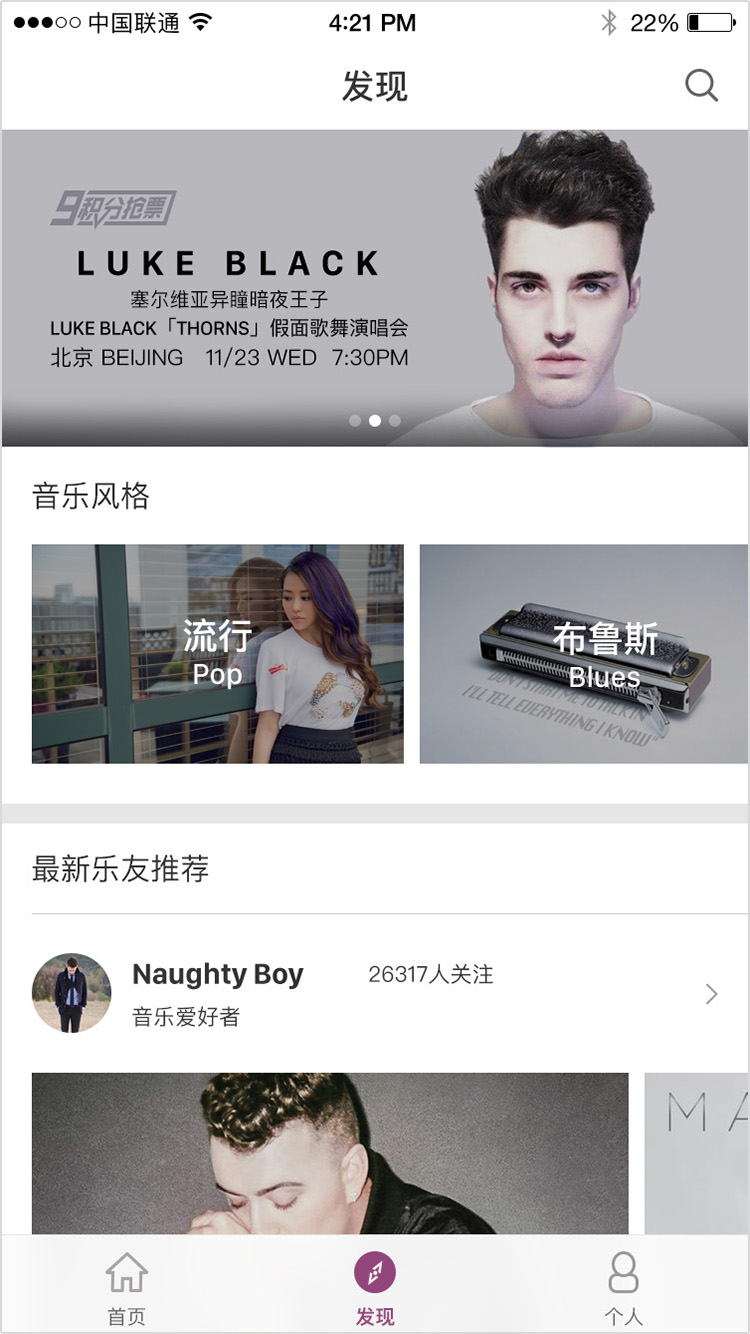 中国联通
4:21 PM
22%
发现
9积分抢票
LUKE BLACK
塞尔维亚异瞳暗夜王子
LUKE BLACK「THORNS」假面歌舞演唱会
北京 BEIJING 11/23 WED 7:30PM
音乐风格
流行
Pop
布鲁斯
Blues
DON'T START ME TO TALKIN'
I'LL TELL EVERYTHING I KNOW"
最新乐友推荐
Naughty Boy
26317人关注
音乐爱好者
MA
首页
发现
个人